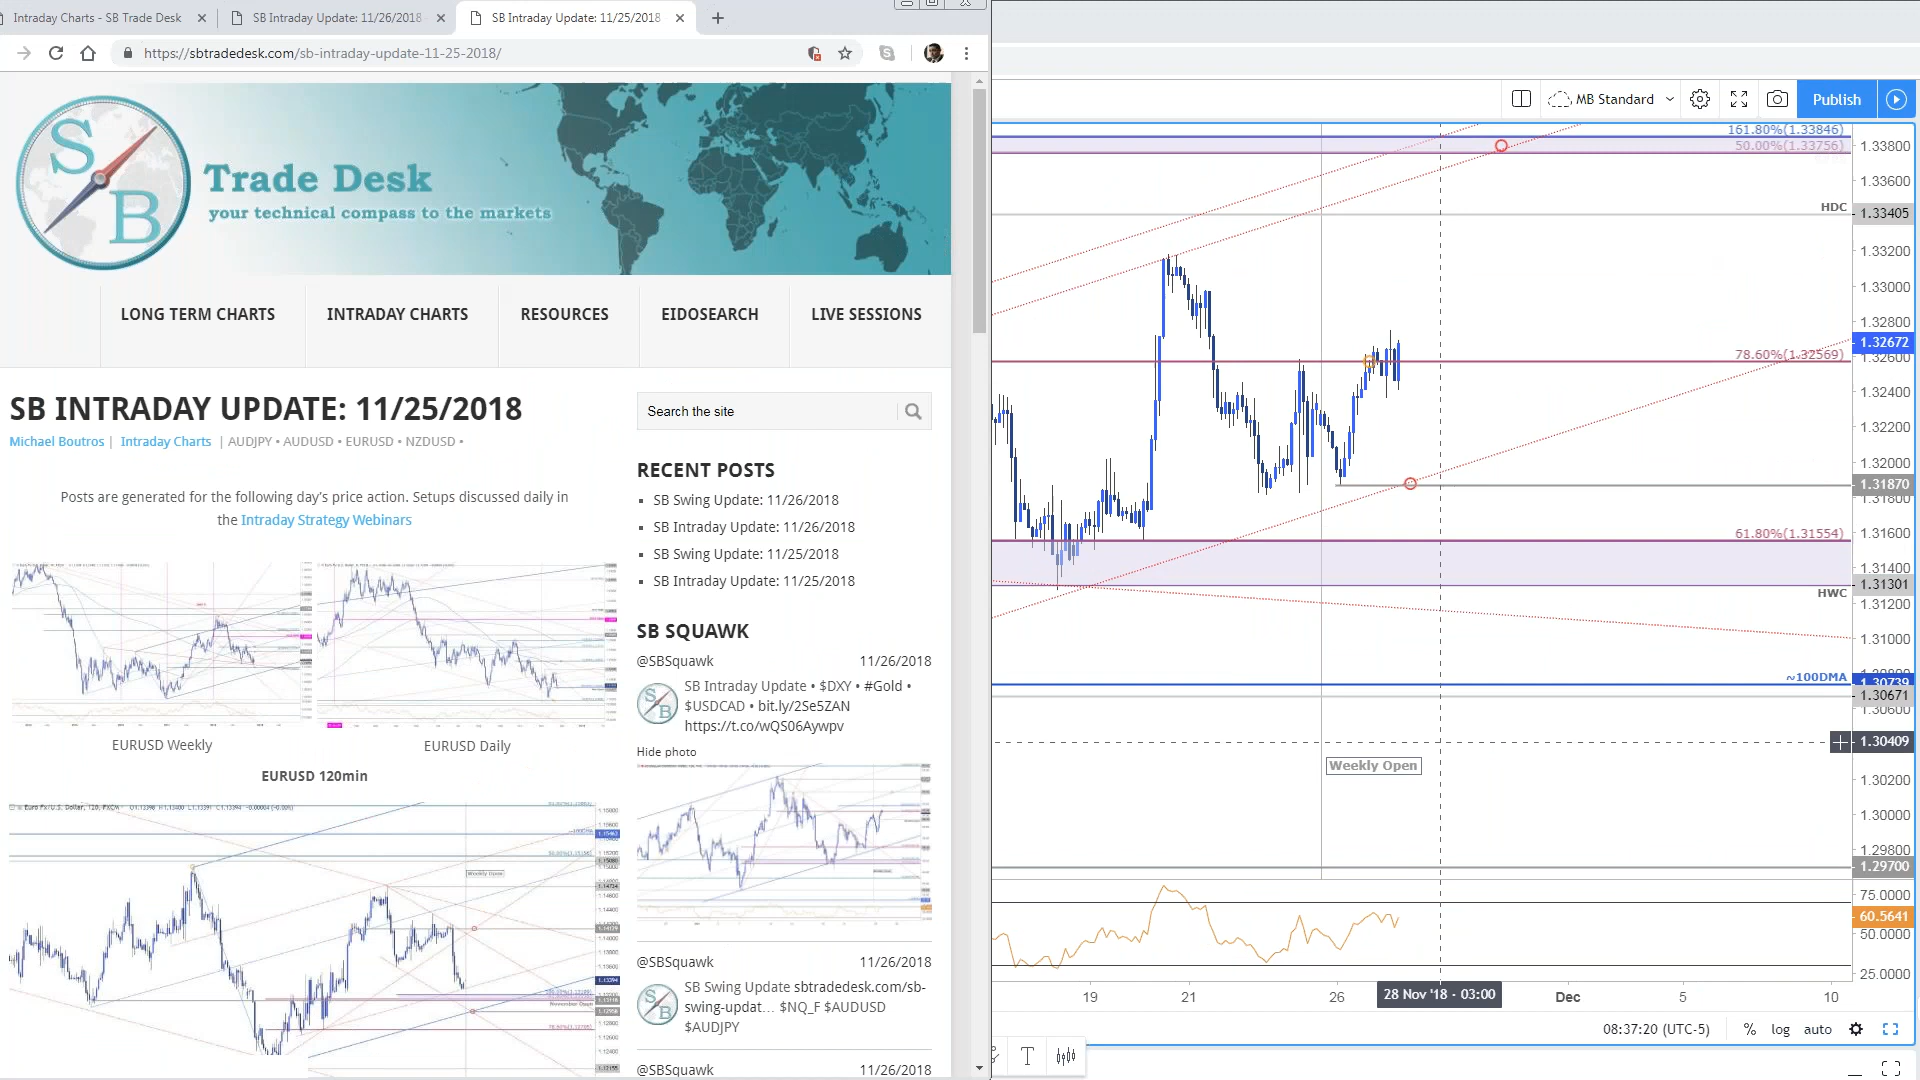 Intraday Charts - SB Trade Desk
SB Intraday Update: 11/26/2018
SB Intraday Update: 11/25/2018
https://sbtradedesk.com/sb-intraday-update-11-25-2018/
S
B
Trade Desk
your technical compass to the markets
LONG TERM CHARTS
INTRADAY CHARTS
RESOURCES
EIDOSEARCH
LIVE SESSIONS
SB INTRADAY UPDATE: 11/25/2018
Michael Boutros | Intraday Charts | AUDJPY • AUDUSD • EURUSD • NZDUSD •
Posts are generated for the following day's price action. Setups discussed daily in
the Intraday Strategy Webinars
EURUSD Weekly
EURUSD Daily
EURUSD 120min
Weekly Open
Search the site
RECENT POSTS
SB Swing Update: 11/26/2018
SB Intraday Update: 11/26/2018
SB Swing Update: 11/25/2018
SB Intraday Update: 11/25/2018
SB SQUAWK
@SBSquawk 11/26/2018
SB Intraday Update • $DXY • #Gold •
$USDCAD • bit.ly/2Se5ZAN
https://t.co/wQS06Aywpv
Hide photo
@SBSquawk 11/26/2018
SB Swing Update sbtradedesk.com/sb-
swing-updat… $NQ_F $AUDUSD
$AUDJPY
@SBSquawk 11/26/2018
MB Standard
Publish
161.80%(1.33846)
50.00%(1.33756)
1.33800
1.33600
HDC
1.33405
1.33200
1.33000
1.32800
1.32672
78.60%(1.32569)
1.32600
1.32400
1.32200
1.32000
1.31870
1.31800
61.80%(1.31554)
1.31600
1.31400
1.31301
HWC
1.31200
1.31000
~100DMA
1.30739
1.30671
1.30600
1.30409
Weekly Open
1.30200
1.30000
1.29800
1.29700
75.00000
60.5641
50.0000
25.0000
19
21
26
28 Nov '18 - 03:00
Dec
5
10
08:37:20 (UTC-5)
%
log
auto
T